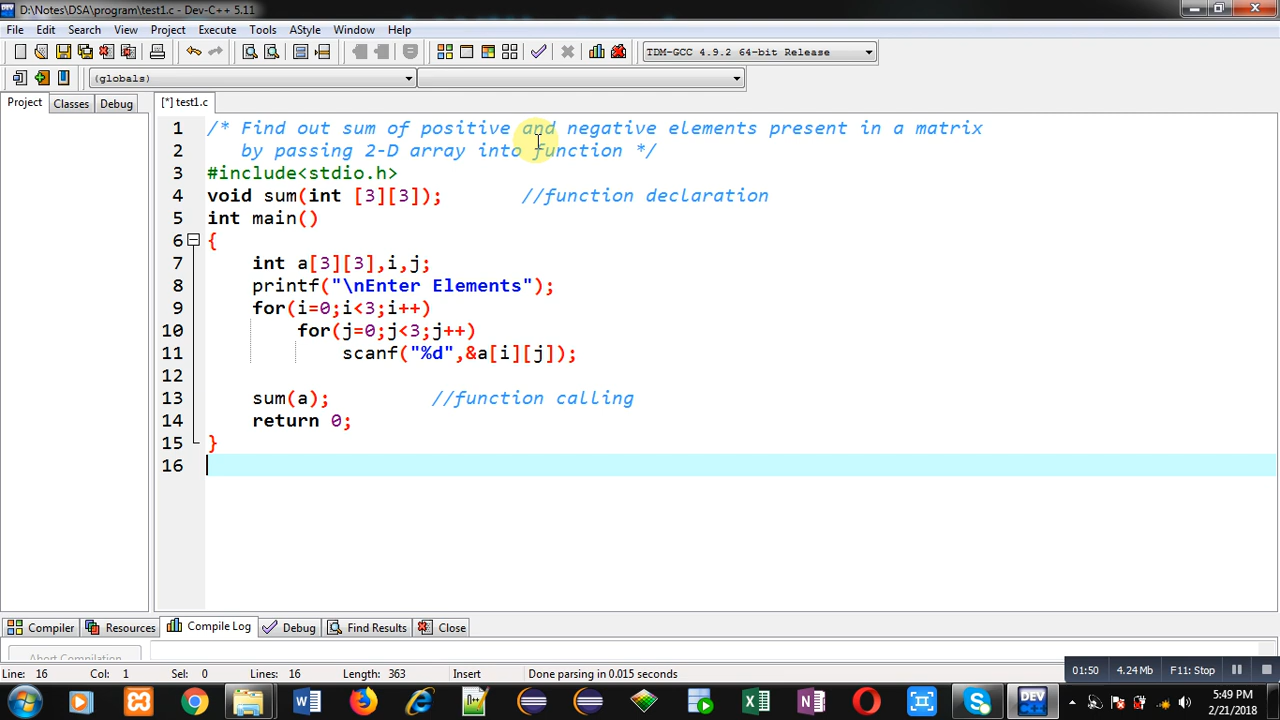 D:\Notes\DSA\program\test1.c - Dev-C++ 5.11
File Edit Search View Project Execute Tools AStyle Window Help
TDM-GCC 4.9.2 64-bit Release
(globals)
Project Classes Debug [*] test1.c
1 /* Find out sum of positive and negative elements present in a matrix
2 by passing 2-D array into function */
3 #include<stdio.h>
4 void sum(int [3][3]); //function declaration
5 int main()
6 {
7 int a[3][3],i,j;
8 printf("\nEnter Elements");
9 for(i=0;i<3;i++)
10 for(j=0;j<3;j++)
11 scanf("%d",&a[i][j]);
12
13 sum(a); //function calling
14 return 0;
15 }
16
Compiler Resources Compile Log Debug Find Results Close
Abort Compilation
Line: 16 Col: 1 Sel: 0 Lines: 16 Length: 363 Insert Done parsing in 0.015 seconds
01:50 4.24 Mb F11: Stop
DEV
5:49 PM
2/21/2018